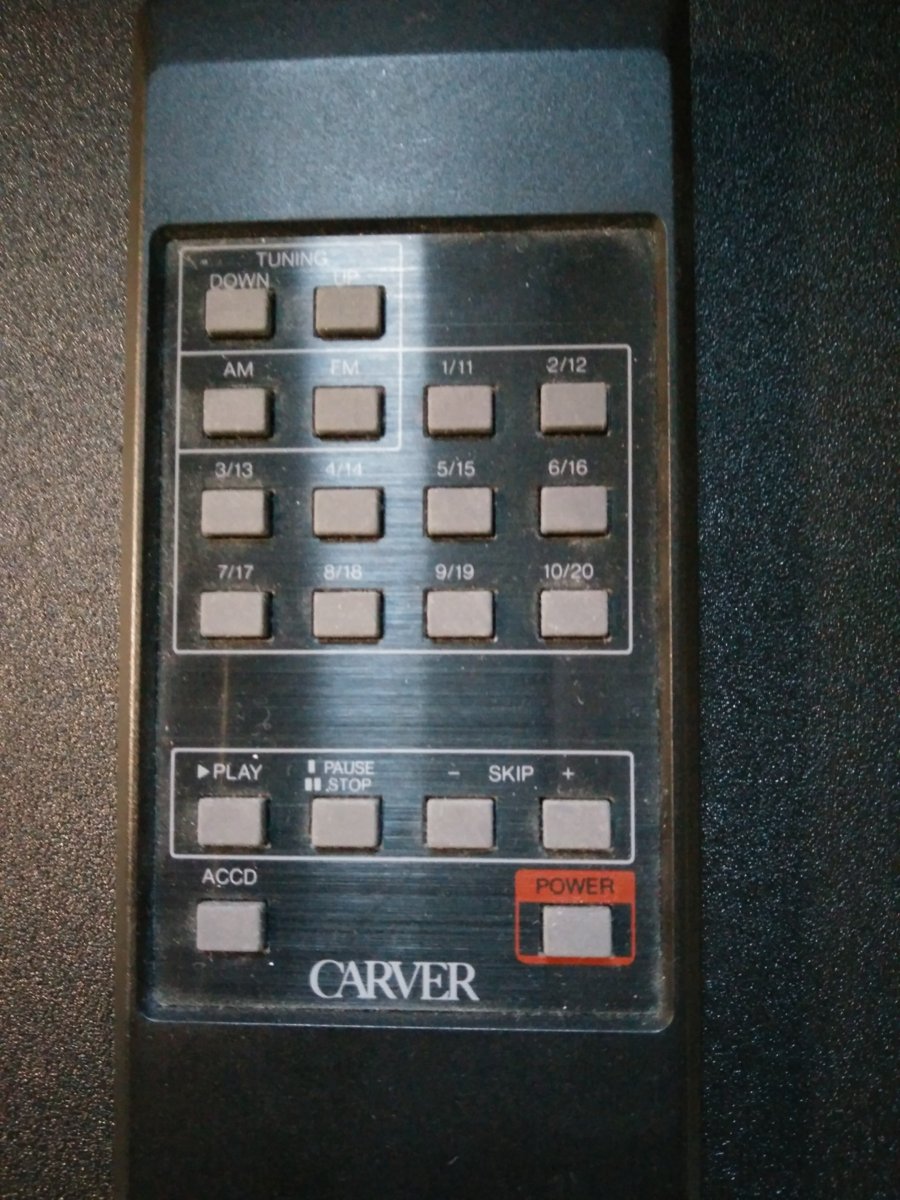 TUNING
DOWN UP
AM FM 1/11 2/12
3/13 4/14 5/15 6/16
7/17 8/18 9/19 10/20
▶PLAY ▮ PAUSE − SKIP +
▮▮ STOP
ACCD POWER
CARVER